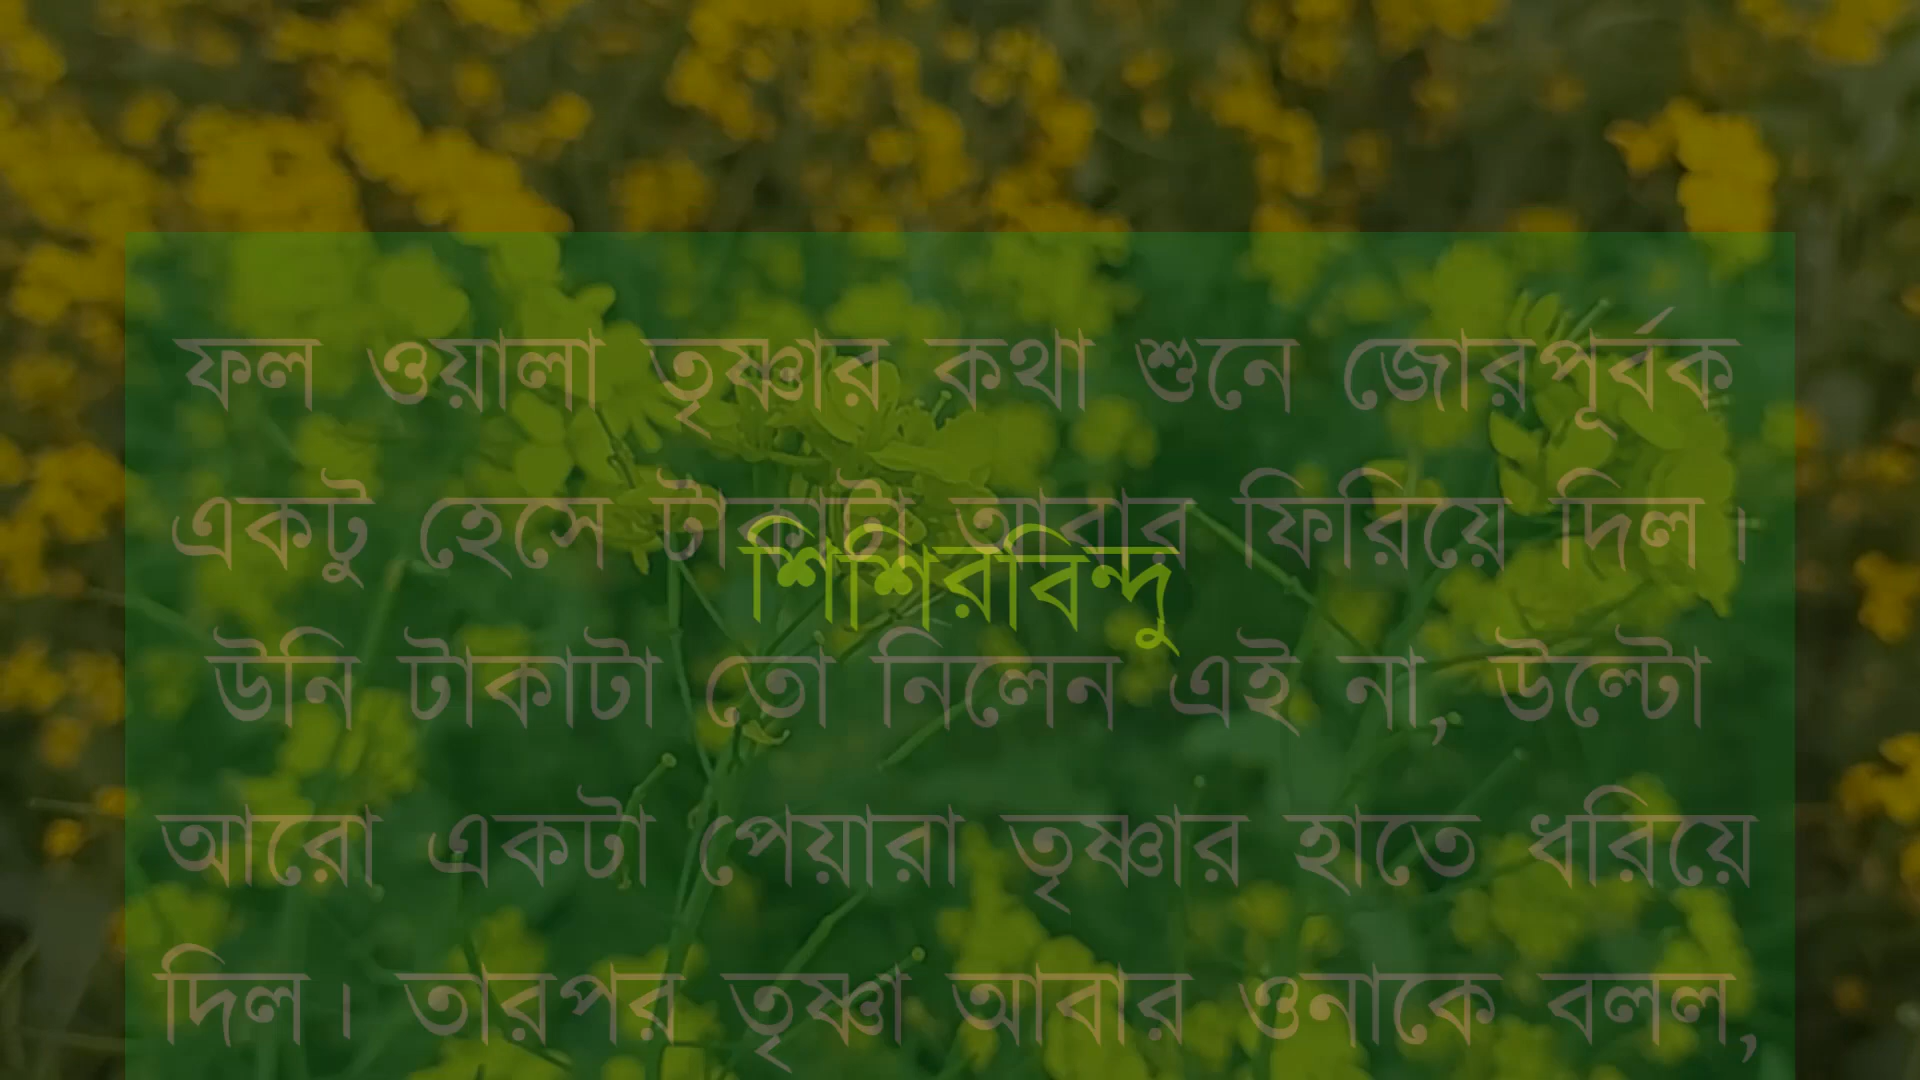 ফল ওয়ালা তৃষ্ণার কথা শুনে জোরপূর্বক
একটু হেসে টাকাটা আবার ফিরিয়ে দিল।
শিশিরবিন্দু
উনি টাকাটা তো নিলেন এই না, উল্টো
আরো একটা পেয়ারা তৃষ্ণার হাতে ধরিয়ে
দিল। তারপর তৃষ্ণা আবার ওনাকে বলল,